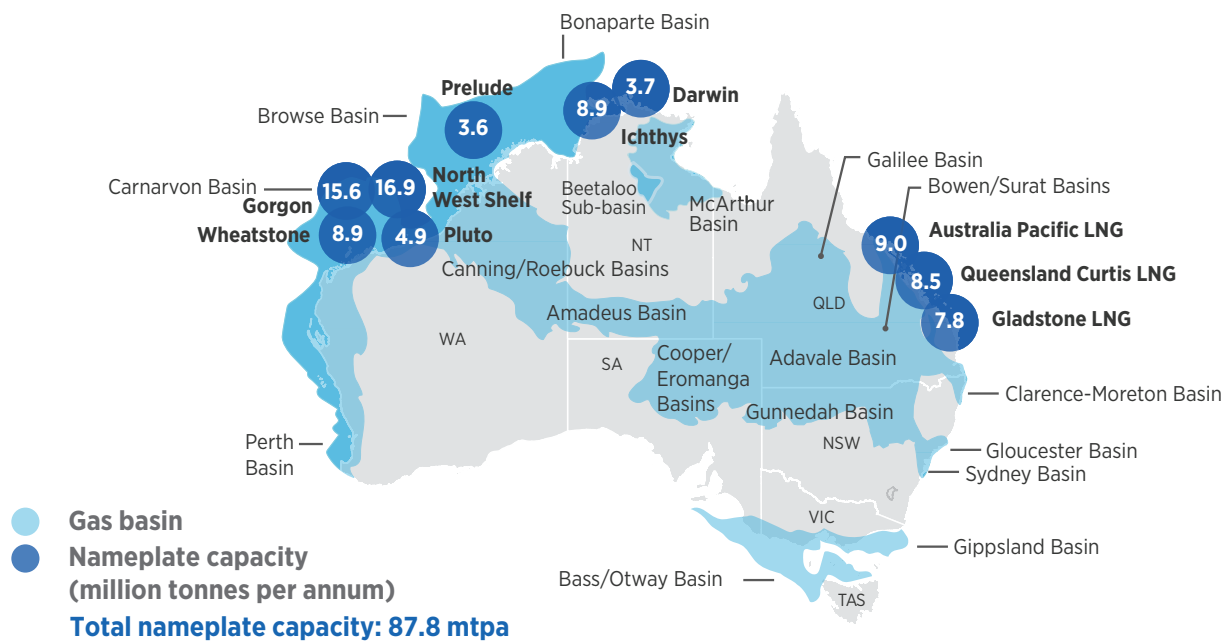 Bonaparte Basin
Prelude
3.6
8.9
3.7
Darwin
Ichthys
Browse Basin
Carnarvon Basin
15.6
16.9
North
West Shelf
Gorgon
Wheatstone
8.9
4.9
Pluto
Canning/Roebuck Basins
Beetaloo
Sub-basin
McArthur
Basin
NT
Galilee Basin
Bowen/Surat Basins
9.0
Australia Pacific LNG
8.5
Queensland Curtis LNG
7.8
Gladstone LNG
QLD
Amadeus Basin
WA
SA
Cooper/
Eromanga
Basins
Adavale Basin
Gunnedah Basin
Clarence-Moreton Basin
NSW
Gloucester Basin
Sydney Basin
Perth
Basin
VIC
Gippsland Basin
Bass/Otway Basin
TAS
Gas basin
Nameplate capacity
(million tonnes per annum)
Total nameplate capacity: 87.8 mtpa